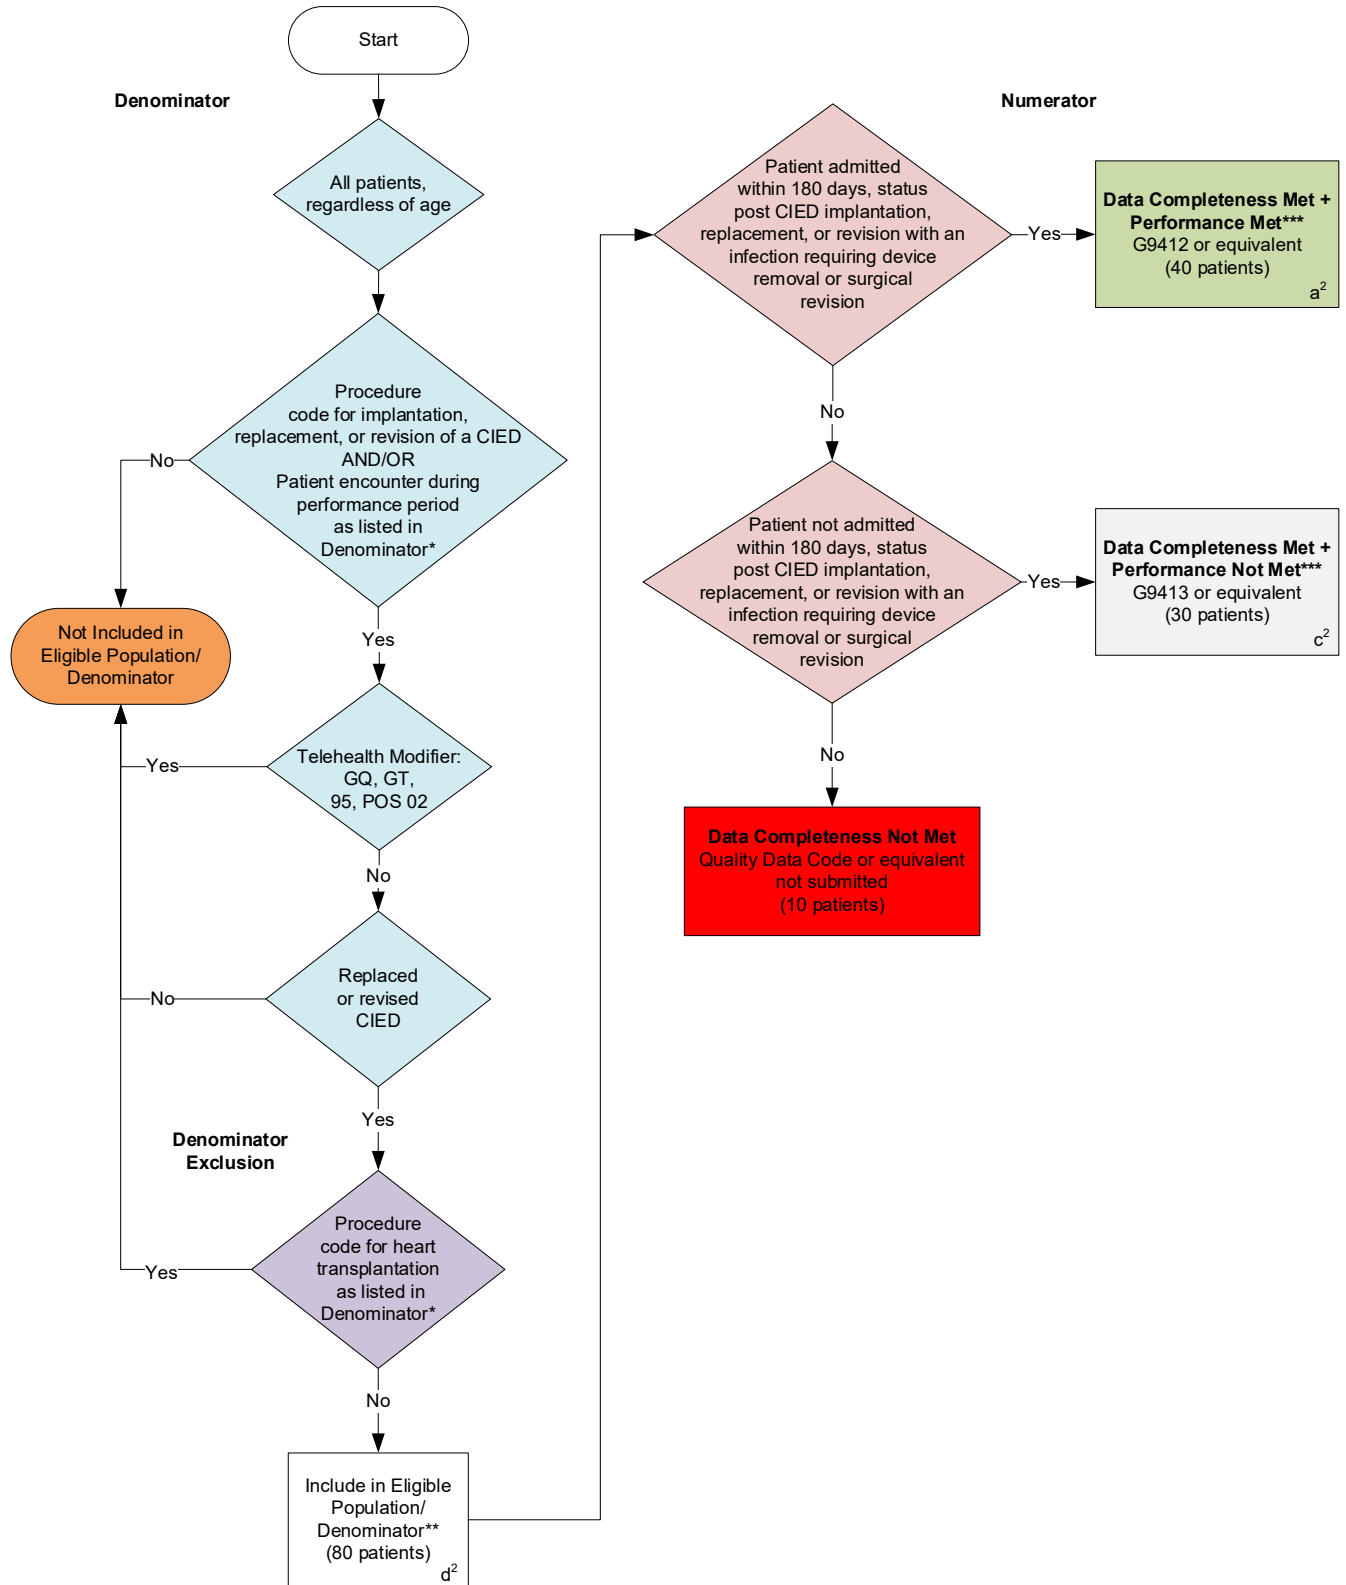 Start
Denominator
All patients,
regardless of age
Procedure
code for implantation,
replacement, or revision of a CIED
AND/OR
Patient encounter during
performance period
as listed in
Denominator*
No
Not Included in
Eligible Population/
Denominator
Yes
Telehealth Modifier:
GQ, GT,
95, POS 02
Yes
No
Replaced
or revised
CIED
No
Yes
Denominator
Exclusion
Procedure
code for heart
transplantation
as listed in
Denominator*
Yes
No
Include in Eligible
Population/
Denominator**
(80 patients)
d²
Numerator
Patient admitted
within 180 days, status
post CIED implantation,
replacement, or revision with an
infection requiring device
removal or surgical
revision
Yes
Data Completeness Met +
Performance Met***
G9412 or equivalent
(40 patients)
a²
No
Patient not admitted
within 180 days, status
post CIED implantation,
replacement, or revision with an
infection requiring device
removal or surgical
revision
Yes
Data Completeness Met +
Performance Not Met***
G9413 or equivalent
(30 patients)
c²
No
Data Completeness Not Met
Quality Data Code or equivalent
not submitted
(10 patients)